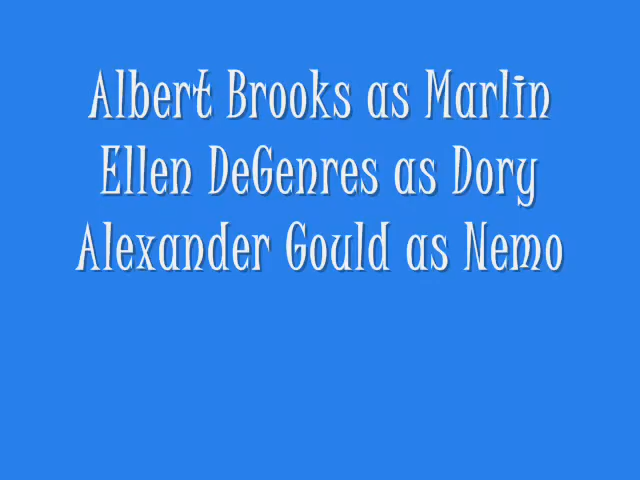 Albert Brooks as Marlin
Ellen DeGenres as Dory
Alexander Gould as Nemo